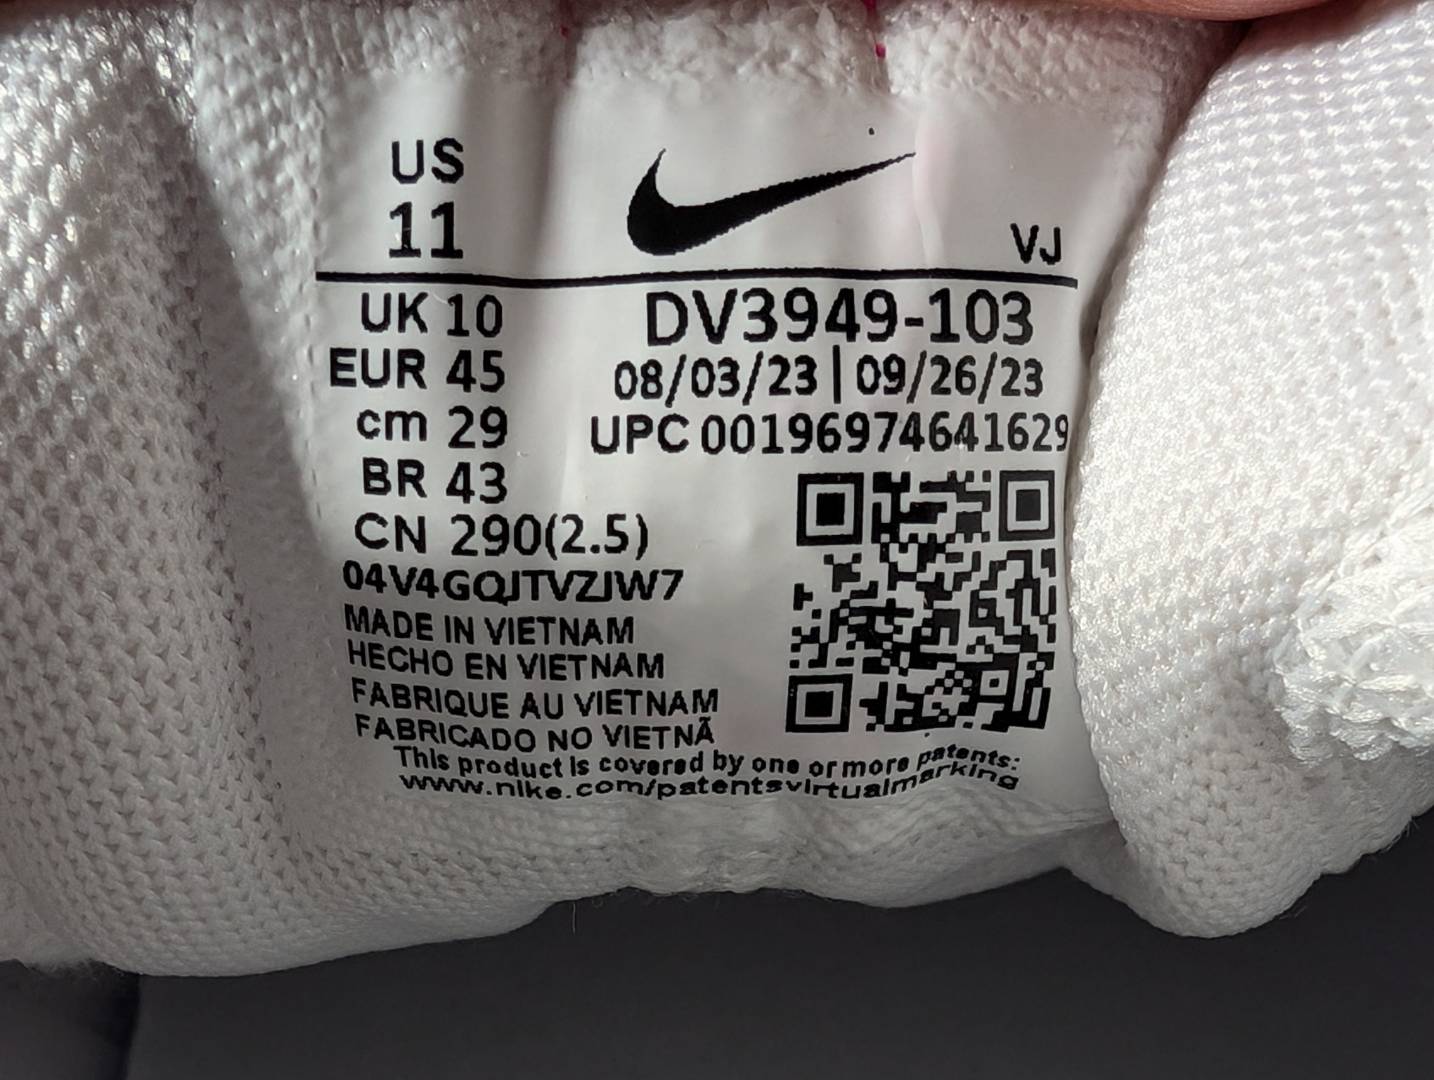 US
11
VJ
UK 10
EUR 45
cm 29
BR 43
CN 290(2.5)
DV3949-103
08/03/23 | 09/26/23
UPC 00196974641629
04V4GQJTVZJW7
MADE IN VIETNAM
HECHO EN VIETNAM
FABRIQUE AU VIETNAM
FABRICADO NO VIETNÃ
This product is covered by one or more patents:
www.nike.com/patentsvirtualmarking